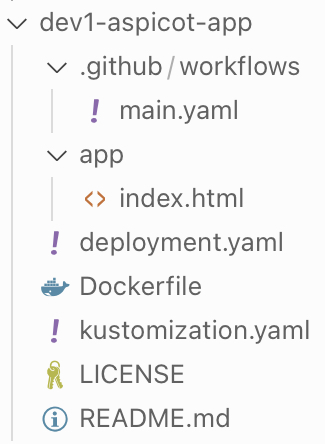 dev1-aspicot-app
.github/workflows
main.yaml
app
index.html
deployment.yaml
Dockerfile
kustomization.yaml
LICENSE
README.md